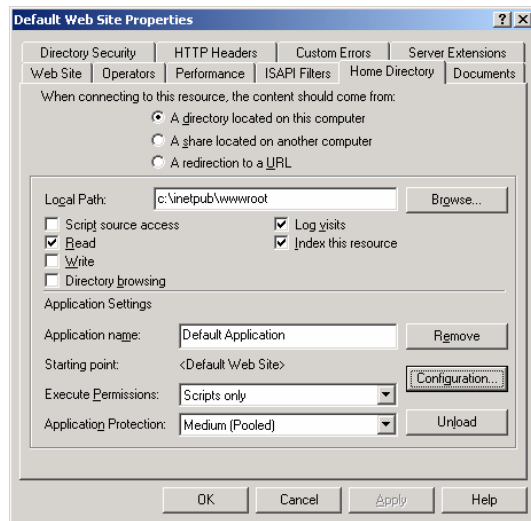 Default Web Site Properties
Directory Security HTTP Headers Custom Errors Server Extensions
Web Site Operators Performance ISAPI Filters Home Directory Documents
When connecting to this resource, the content should come from:
A directory located on this computer
A share located on another computer
A redirection to a URL
Local Path: c:\inetpub\wwwroot Browse...
Script source access Log visits
Read Index this resource
Write
Directory browsing
Application Settings
Application name: Default Application Remove
Starting point: <Default Web Site>
Configuration...
Execute Permissions: Scripts only
Application Protection: Medium (Pooled) Unload
OK Cancel Apply Help